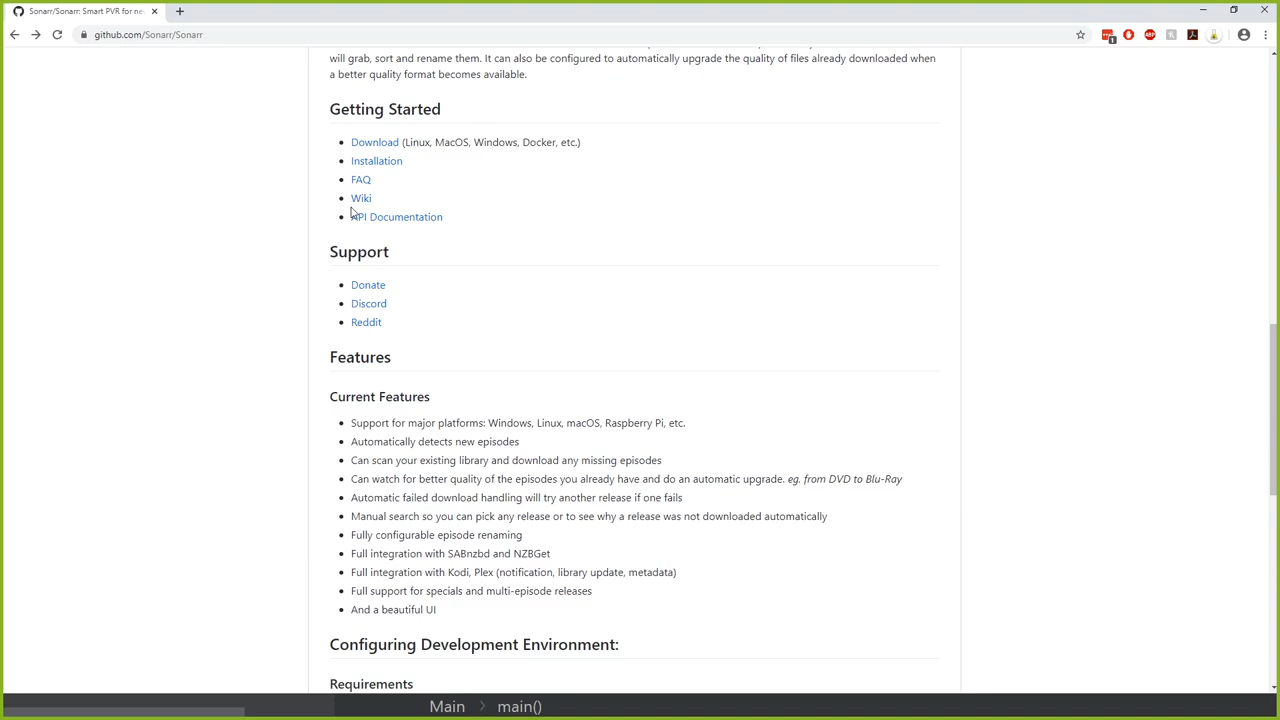 Sonarr/Sonarr: Smart PVR for ne
github.com/Sonarr/Sonarr
1
ABP
will grab, sort and rename them. It can also be configured to automatically upgrade the quality of files already downloaded when
a better quality format becomes available.
Getting Started
Download (Linux, MacOS, Windows, Docker, etc.)
Installation
FAQ
Wiki
API Documentation
Support
Donate
Discord
Reddit
Features
Current Features
Support for major platforms: Windows, Linux, macOS, Raspberry Pi, etc.
Automatically detects new episodes
Can scan your existing library and download any missing episodes
Can watch for better quality of the episodes you already have and do an automatic upgrade. eg. from DVD to Blu-Ray
Automatic failed download handling will try another release if one fails
Manual search so you can pick any release or to see why a release was not downloaded automatically
Fully configurable episode renaming
Full integration with SABnzbd and NZBGet
Full integration with Kodi, Plex (notification, library update, metadata)
Full support for specials and multi-episode releases
And a beautiful UI
Configuring Development Environment:
Requirements
Main > main()